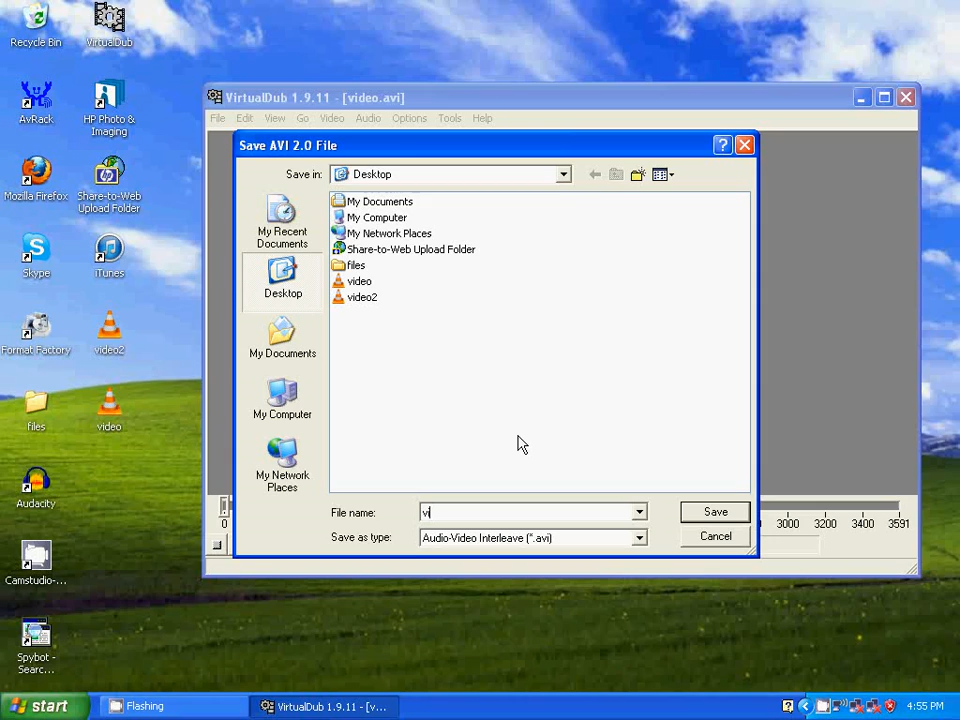 Recycle Bin
VirtualDub
AvRack
HP Photo &
Imaging
Mozilla Firefox
Share-to-Web
Upload Folder
Skype
iTunes
Format Factory
video2
files
video
Audacity
Camstudio-...
Spybot -
Searc...
VirtualDub 1.9.11 - [video.avi]
File Edit View Go Video Audio Options Tools Help
Save AVI 2.0 File
Save in: Desktop
My Recent
Documents
Desktop
My Documents
My Computer
My Network
Places
My Documents
My Computer
My Network Places
Share-to-Web Upload Folder
files
video
video2
File name: vi Save
Save as type: Audio-Video Interleave (*.avi) Cancel
0 3000 3200 3400 3591
start Flashing VirtualDub 1.9.11 - [v... 4:55 PM